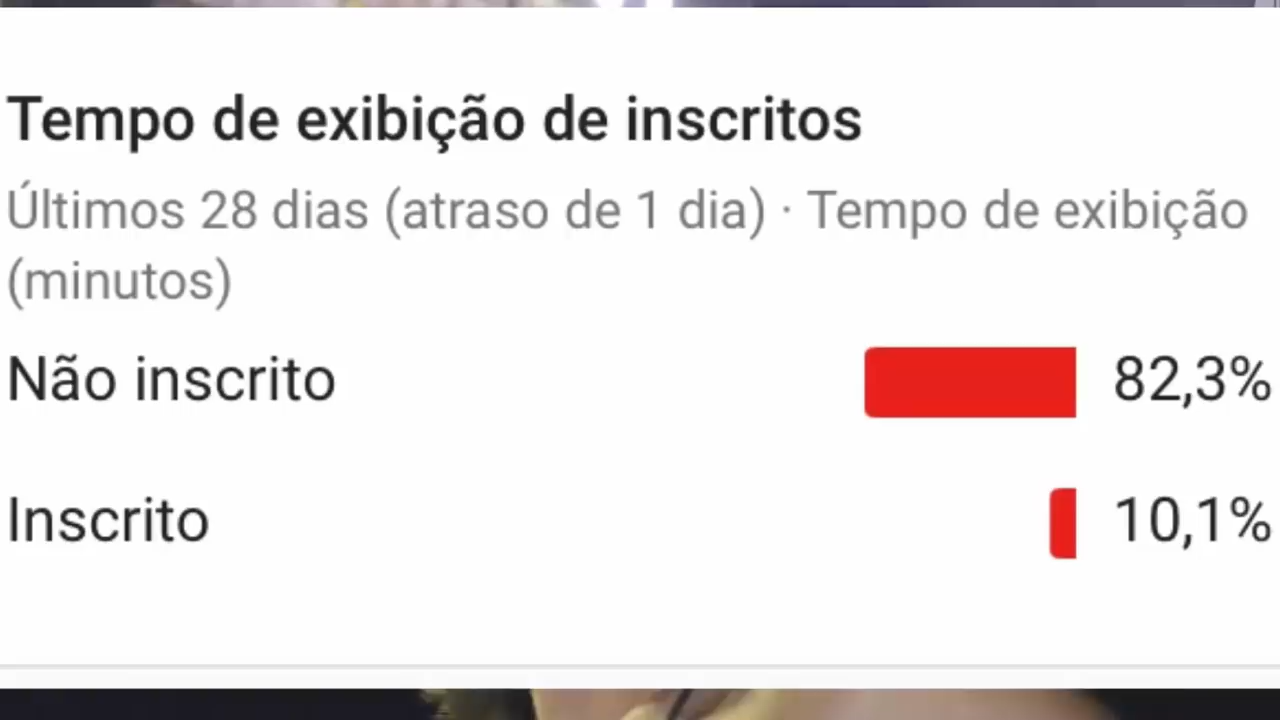 Tempo de exibição de inscritos
Últimos 28 dias (atraso de 1 dia) · Tempo de exibição
(minutos)
Não inscrito 82,3%
Inscrito 10,1%